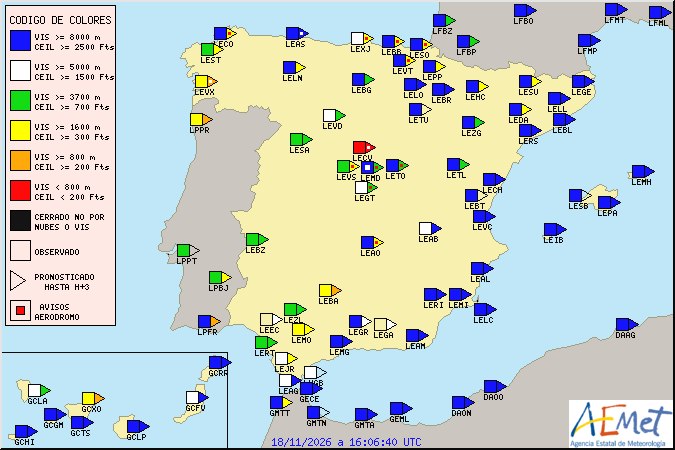 CODIGO DE COLORES
VIS >= 8000 m
CEIL >= 2500 Fts
VIS >= 5000 m
CEIL >= 1500 Fts
VIS >= 3700 m
CEIL >= 700 Fts
VIS >= 1600 m
CEIL >= 300 Fts
VIS >= 800 m
CEIL >= 200 Fts
VIS < 800 m
CEIL < 200 Fts
CERRADO NO POR
NUBES O VIS
OBSERVADO
PRONOSTICADO
HASTA H+3
AVISOS
AERODROMO
LFBO
LFMT
LFML
LFBZ
LECO
LEAS
LEXJ
LEBB
LESO
LFBP
LFMP
LEST
LEVT
LEPP
LELN
LEVX
LEBG
LELO
LEBR
LEHC
LESU
LEGE
LELL
LPPR
LEVD
LETU
LEDA
LEBL
LEZG
LERS
LESA
LECV
LEVS
LEMD
LETO
LETL
LEMH
LECH
LEGT
LEBT
LESB
LEPA
LEVC
LEAB
LEIB
LEBZ
LEAO
LPPT
LEAL
LPBJ
LEBA
LERI
LEMI
LEZL
LELC
LPFR
LEEC
LEGR
LEGA
DAAG
LEMO
LERT
LEMG
LEAM
LEJR
GCRR
LEAG
GECE
DAOO
GCLA
GCXO
GCFV
GMTT
DAON
GCGM
GMTN
GEML
GMTA
GCTS
GCLP
GCHI
18/11/2026 a 16:06:40 UTC
AEMet
Agencia Estatal de Meteorología